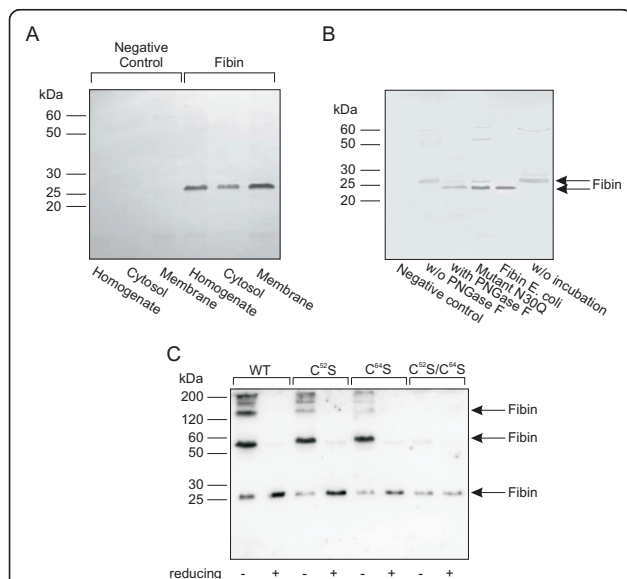 A
Negative
Control
Fibin
kDa
60
50
30
25
20
Homogenate
Cytosol
Membrane
Homogenate
Cytosol
Membrane
B
kDa
60
50
30
25
20
Fibin
Negative control
w/o PNGase F
with PNGase F
Mutant N30Q
Fibin E. coli
w/o incubation
C
WT
C⁵²S
C⁶⁴S
C⁵²S/C⁶⁴S
kDa
200
120
60
50
30
25
Fibin
Fibin
Fibin
reducing - + - + - + - +